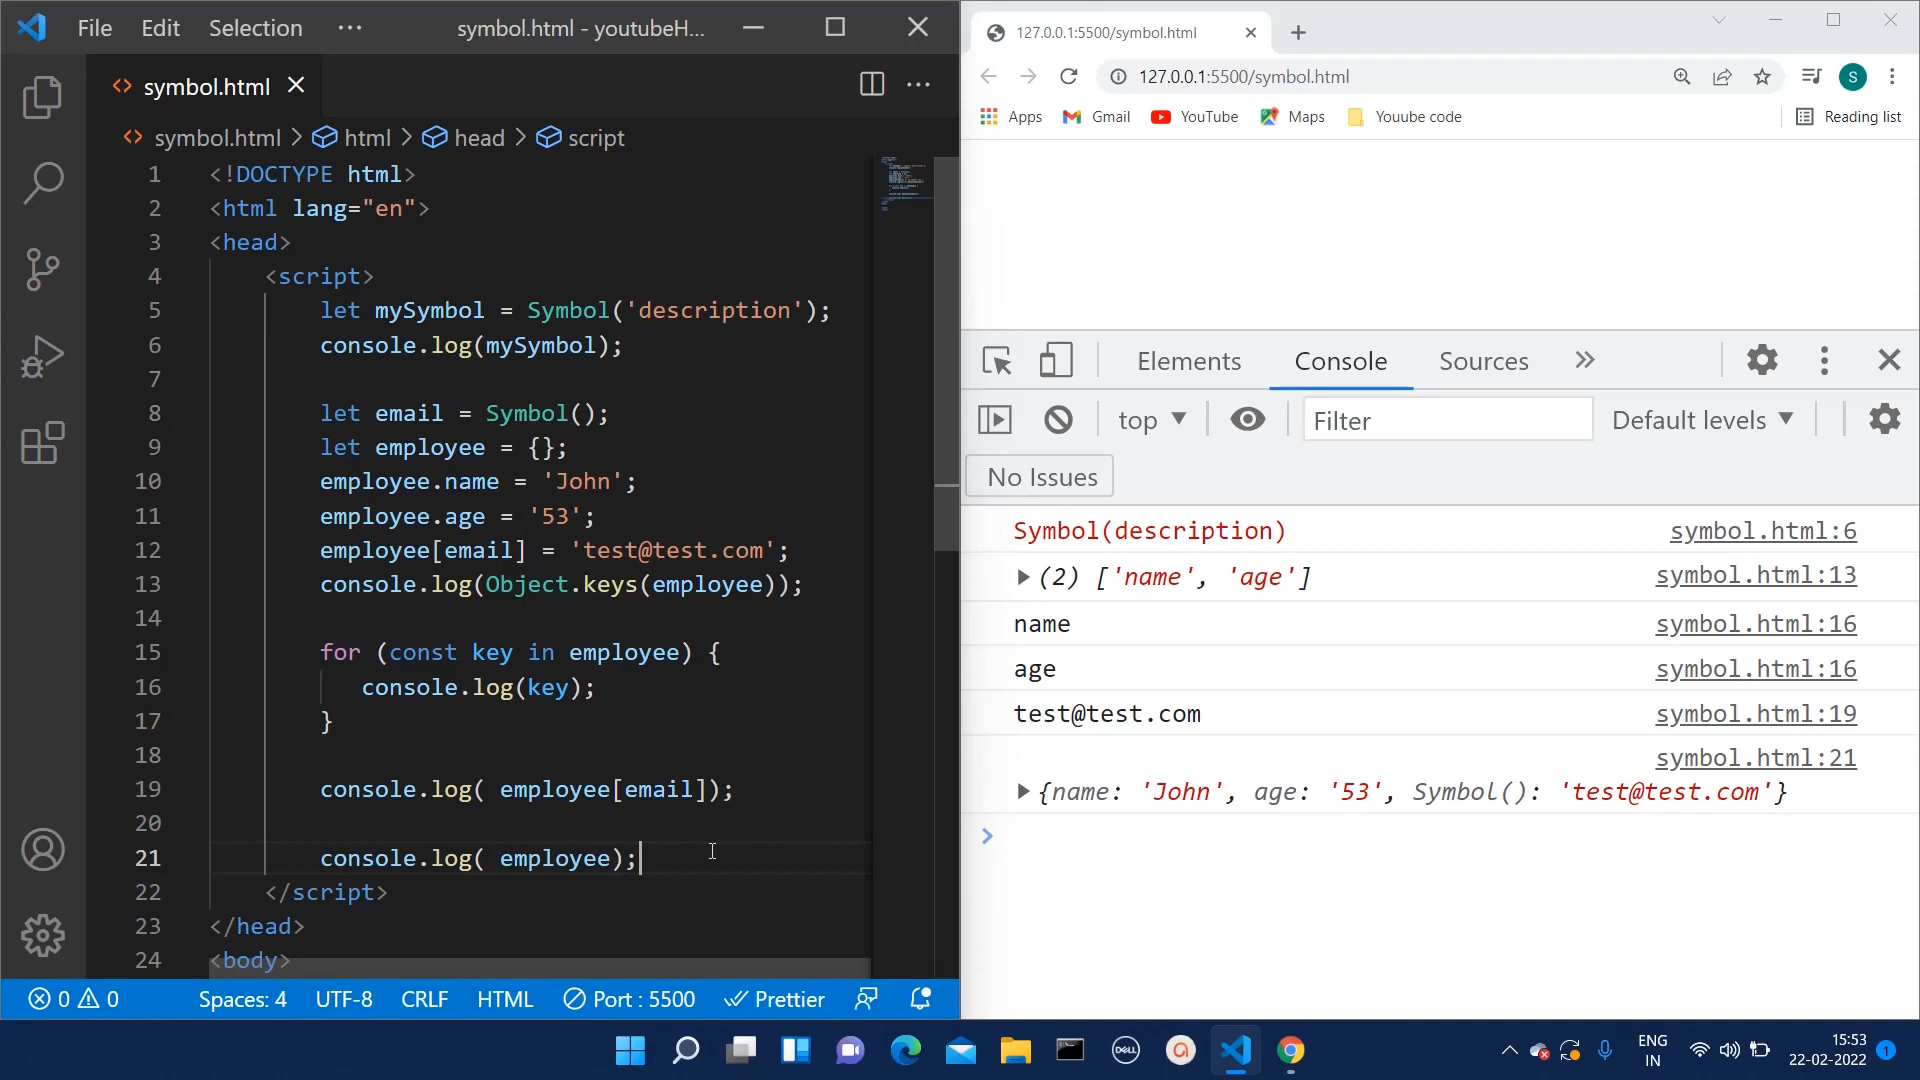 File Edit Selection ··· symbol.html - youtubeH...
symbol.html
symbol.html > html > head > script
1 <!DOCTYPE html>
2 <html lang="en">
3 <head>
4 <script>
5 let mySymbol = Symbol('description');
6 console.log(mySymbol);
7
8 let email = Symbol();
9 let employee = {};
10 employee.name = 'John';
11 employee.age = '53';
12 employee[email] = 'test@test.com';
13 console.log(Object.keys(employee));
14
15 for (const key in employee) {
16 console.log(key);
17 }
18
19 console.log( employee[email]);
20
21 console.log( employee);
22 </script>
23 </head>
24 <body>
0 0 Spaces: 4 UTF-8 CRLF HTML Port : 5500 Prettier
127.0.0.1:5500/symbol.html
127.0.0.1:5500/symbol.html S
Apps Gmail YouTube Maps Yoube code Reading list
Elements Console Sources
top Filter Default levels
No Issues
Symbol(description) symbol.html:6
(2) ['name', 'age'] symbol.html:13
name symbol.html:16
age symbol.html:16
test@test.com symbol.html:19
symbol.html:21
{name: 'John', age: '53', Symbol(): 'test@test.com'}
DELL
ENG
IN
15:53
22-02-2022 1